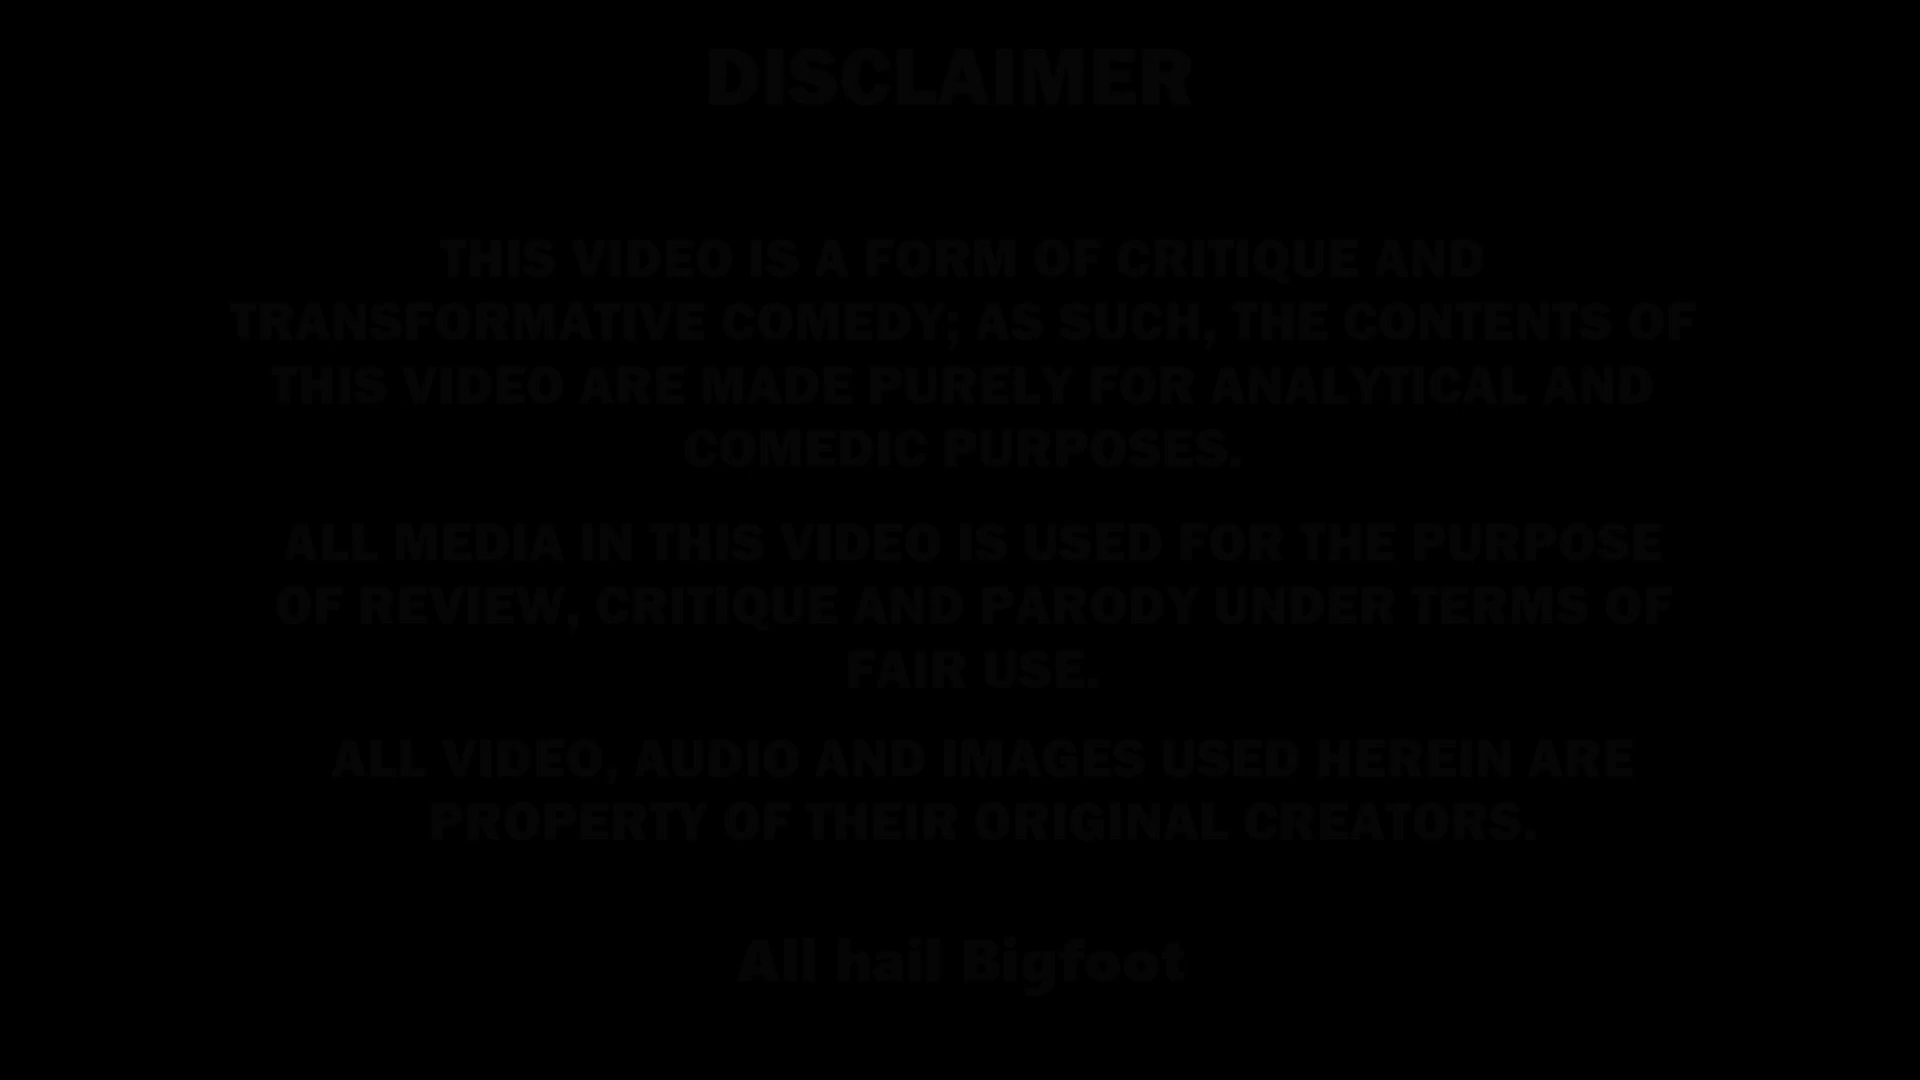 DISCLAIMER
THIS VIDEO IS A FORM OF CRITIQUE AND
TRANSFORMATIVE COMEDY; AS SUCH, THE CONTENTS OF
THIS VIDEO ARE MADE PURELY FOR ANALYTICAL AND
COMEDIC PURPOSES.
ALL MEDIA IN THIS VIDEO IS USED FOR THE PURPOSE
OF REVIEW, CRITIQUE AND PARODY UNDER TERMS OF
FAIR USE.
ALL VIDEO, AUDIO AND IMAGES USED HEREIN ARE
PROPERTY OF THEIR ORIGINAL CREATORS.
All hail Bigfoot